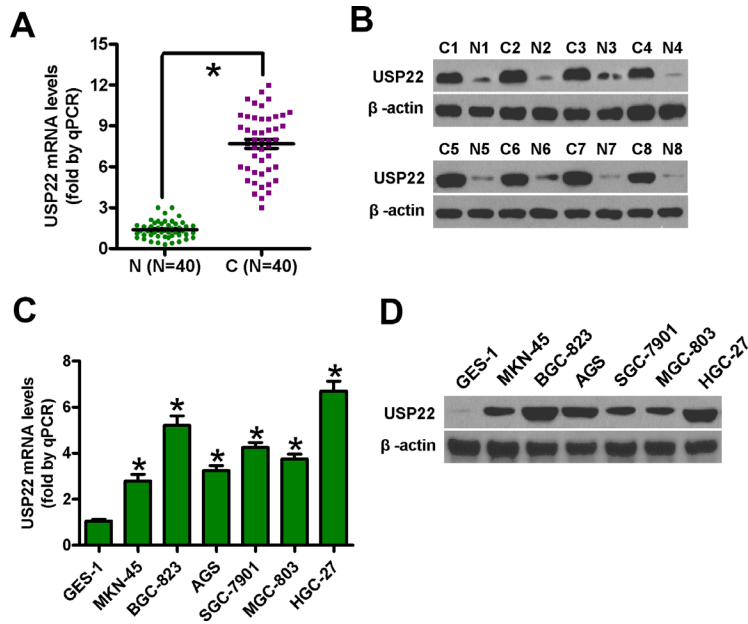 A
USP22 mRNA levels
(fold by qPCR)
15
12
9
6
3
0
*
N (N=40) C (N=40)
B
C1 N1 C2 N2 C3 N3 C4 N4
USP22
β -actin
C5 N5 C6 N6 C7 N7 C8 N8
USP22
β -actin
C
USP22 mRNA levels
(fold by qPCR)
8
6
4
2
0
* * * * * *
GES-1 MKN-45 BGC-823 AGS SGC-7901 MGC-803 HGC-27
D
GES-1 MKN-45 BGC-823 AGS SGC-7901 MGC-803 HGC-27
USP22
β -actin